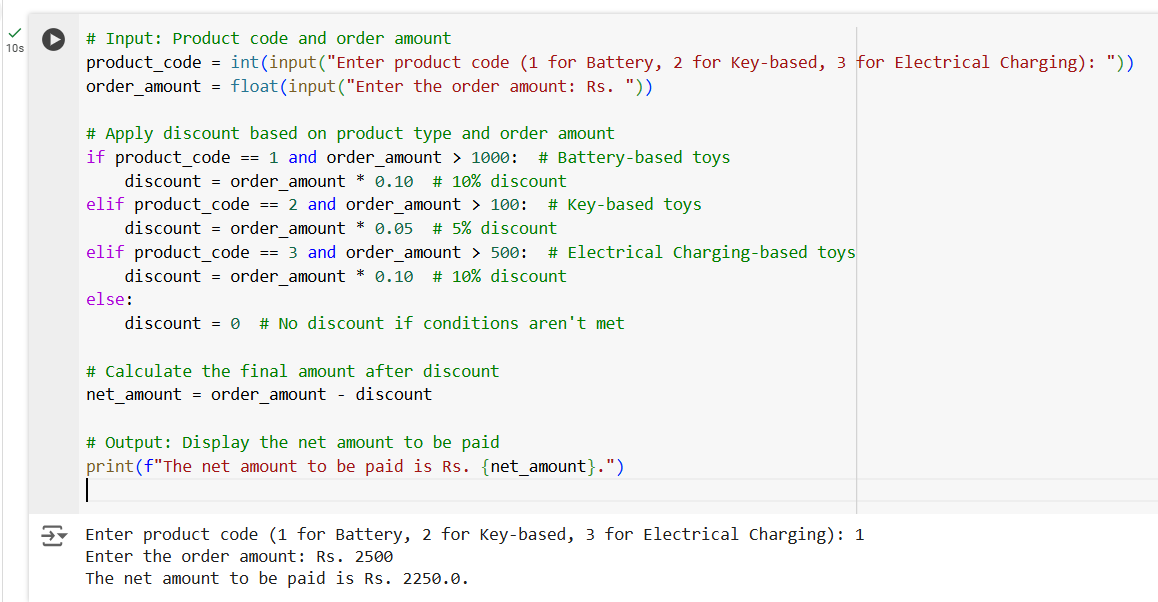 10s
# Input: Product code and order amount
product_code = int(input("Enter product code (1 for Battery, 2 for Key-based, 3 for Electrical Charging): "))
order_amount = float(input("Enter the order amount: Rs. "))

# Apply discount based on product type and order amount
if product_code == 1 and order_amount > 1000:  # Battery-based toys
    discount = order_amount * 0.10  # 10% discount
elif product_code == 2 and order_amount > 100:  # Key-based toys
    discount = order_amount * 0.05  # 5% discount
elif product_code == 3 and order_amount > 500:  # Electrical Charging-based toys
    discount = order_amount * 0.10  # 10% discount
else:
    discount = 0  # No discount if conditions aren't met

# Calculate the final amount after discount
net_amount = order_amount - discount

# Output: Display the net amount to be paid
print(f"The net amount to be paid is Rs. {net_amount}.")

Enter product code (1 for Battery, 2 for Key-based, 3 for Electrical Charging): 1
Enter the order amount: Rs. 2500
The net amount to be paid is Rs. 2250.0.